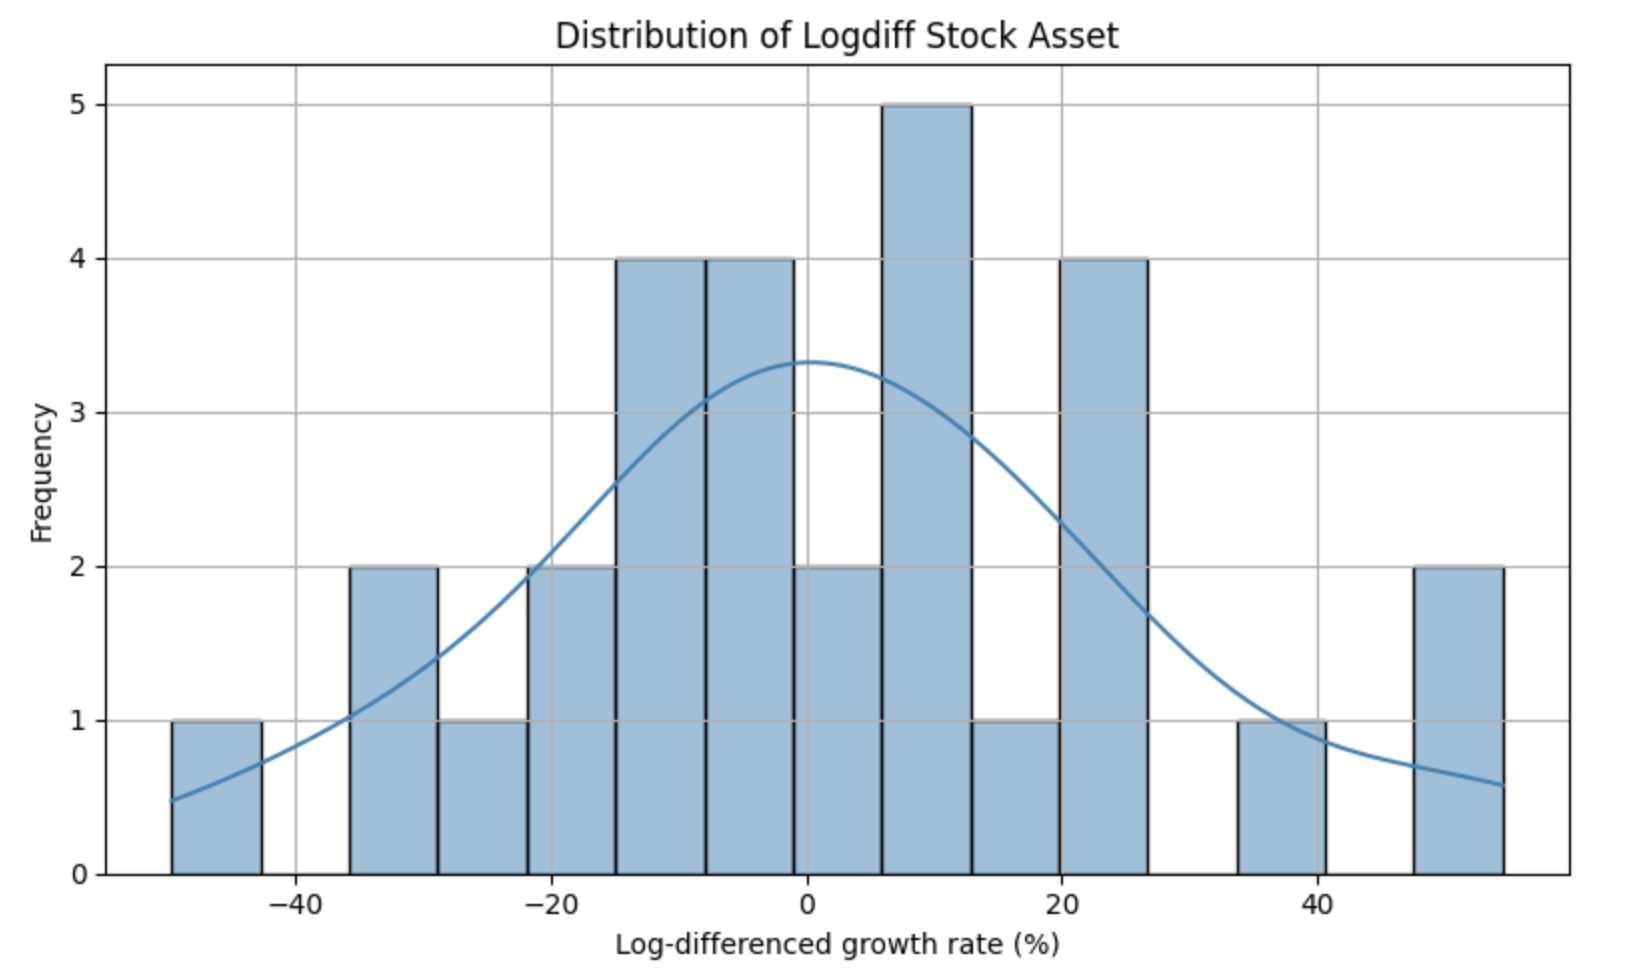 Distribution of Logdiff Stock Asset
5
4
3
2
1
0
Frequency
−40 −20 0 20 40
Log-differenced growth rate (%)